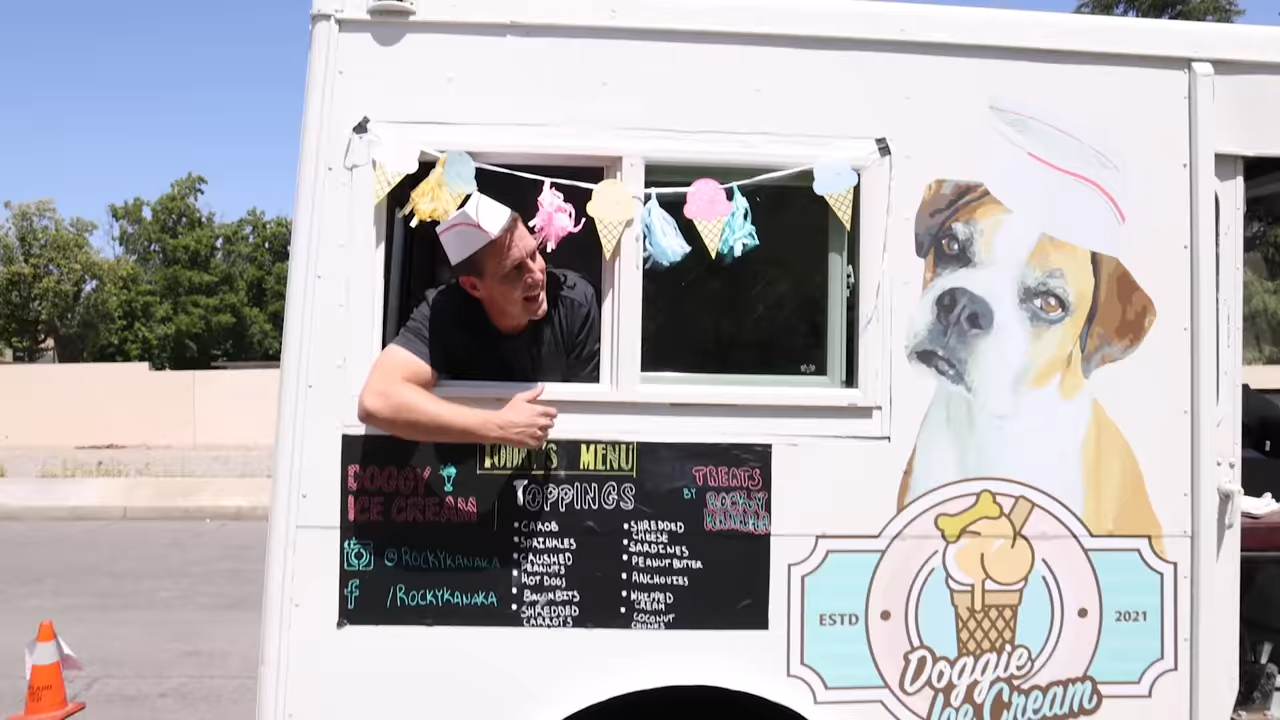 TODAY'S MENU
DOGGY
ICE CREAM
@ROCKYKANAKA
/ROCKYKANAKA
TOPPINGS
• CAROB
• SPRINKLES
• CRUSHED
PEANUTS
• HOT DOGS
• BACON BITS
• SHREDDED
CARROTS
• SHREDDED
CHEESE
• SARDINES
• PEANUT BUTTER
• ANCHOVIES
• WHIPPED
CREAM
• COCONUT
CHUNKS
TREATS
BY ROCKY
KANAKA
ESTD
2021
Doggie
Ice Cream